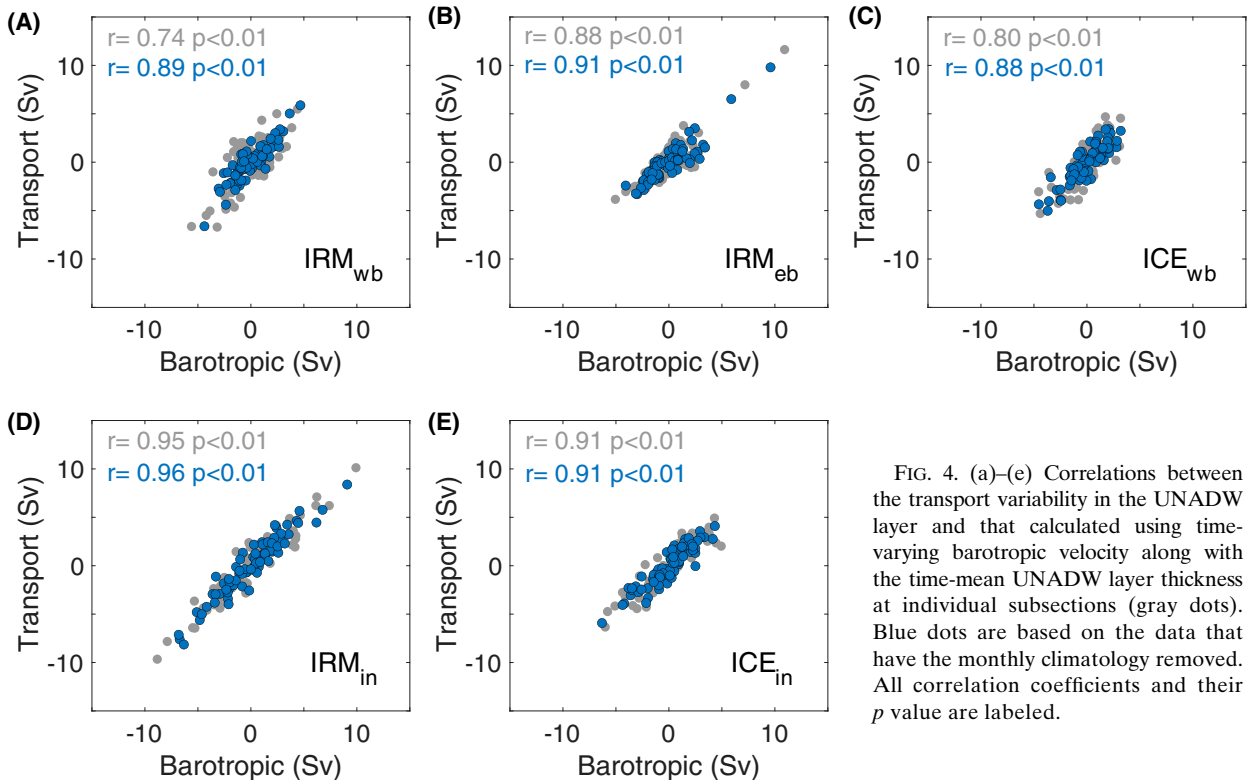 (A)
r= 0.74 p<0.01
r= 0.89 p<0.01
10
0
-10
Transport (Sv)
IRMwb
-10 0 10
Barotropic (Sv)
(B)
r= 0.88 p<0.01
r= 0.91 p<0.01
10
0
-10
Transport (Sv)
IRMeb
-10 0 10
Barotropic (Sv)
(C)
r= 0.80 p<0.01
r= 0.88 p<0.01
10
0
-10
Transport (Sv)
ICEwb
-10 0 10
Barotropic (Sv)
(D)
r= 0.95 p<0.01
r= 0.96 p<0.01
10
0
-10
Transport (Sv)
IRMin
-10 0 10
Barotropic (Sv)
(E)
r= 0.91 p<0.01
r= 0.91 p<0.01
10
0
-10
Transport (Sv)
ICEin
-10 0 10
Barotropic (Sv)
FIG. 4. (a)–(e) Correlations between
the transport variability in the UNADW
layer and that calculated using time-
varying barotropic velocity along with
the time-mean UNADW layer thickness
at individual subsections (gray dots).
Blue dots are based on the data that
have the monthly climatology removed.
All correlation coefficients and their
p value are labeled.